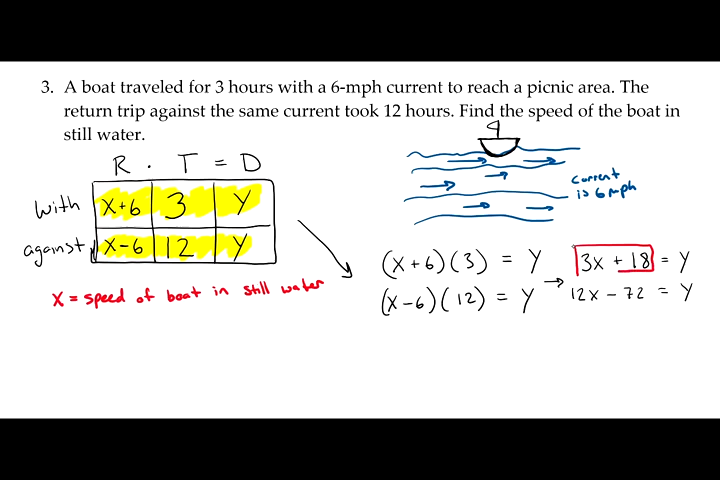 3. A boat traveled for 3 hours with a 6-mph current to reach a picnic area. The
return trip against the same current took 12 hours. Find the speed of the boat in
still water.
R · T = D
with x+6 3 y
against x-6 12 y
x = speed of boat in still water
current
is 6 mph
(x+6)(3) = y
(x-6)(12) = y
3x + 18 = y
12x - 72 = y